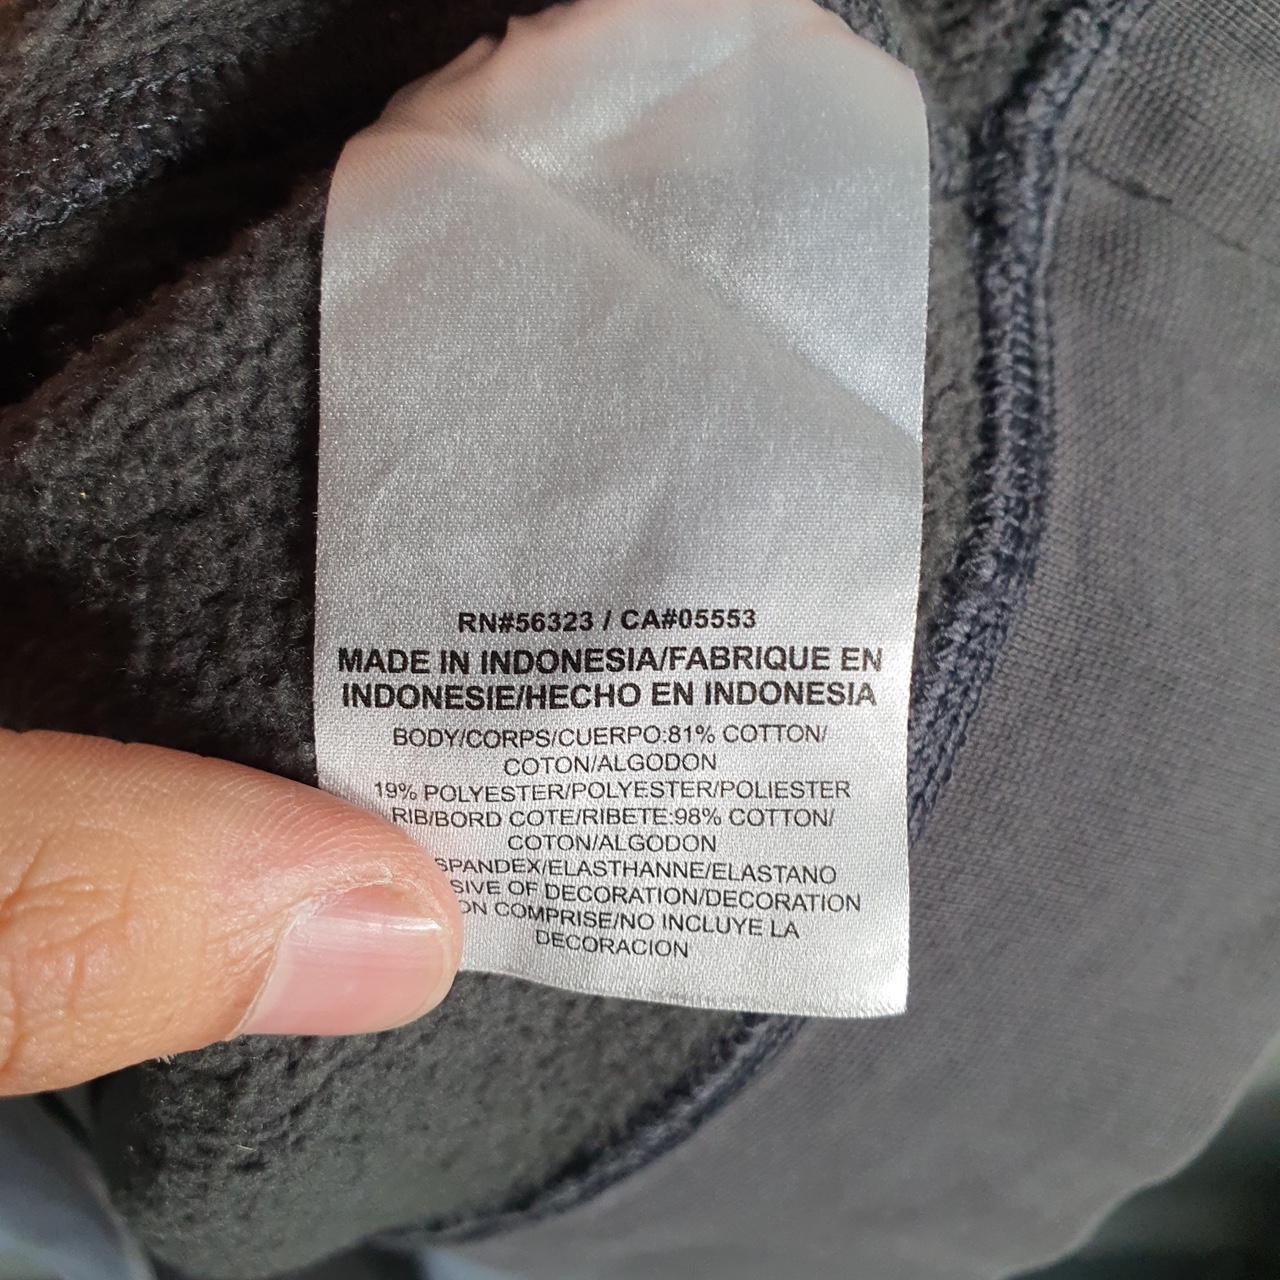 RN#56323 / CA#05553
MADE IN INDONESIA/FABRIQUE EN
INDONESIE/HECHO EN INDONESIA
BODY/CORPS/CUERPO:81% COTTON/
COTON/ALGODON
19% POLYESTER/POLYESTER/POLIESTER
RIB/BORD COTE/RIBETE:98% COTTON/
COTON/ALGODON
SPANDEX/ELASTHANNE/ELASTANO
SIVE OF DECORATION/DECORATION
ON COMPRISE/NO INCLUYE LA
DECORACION